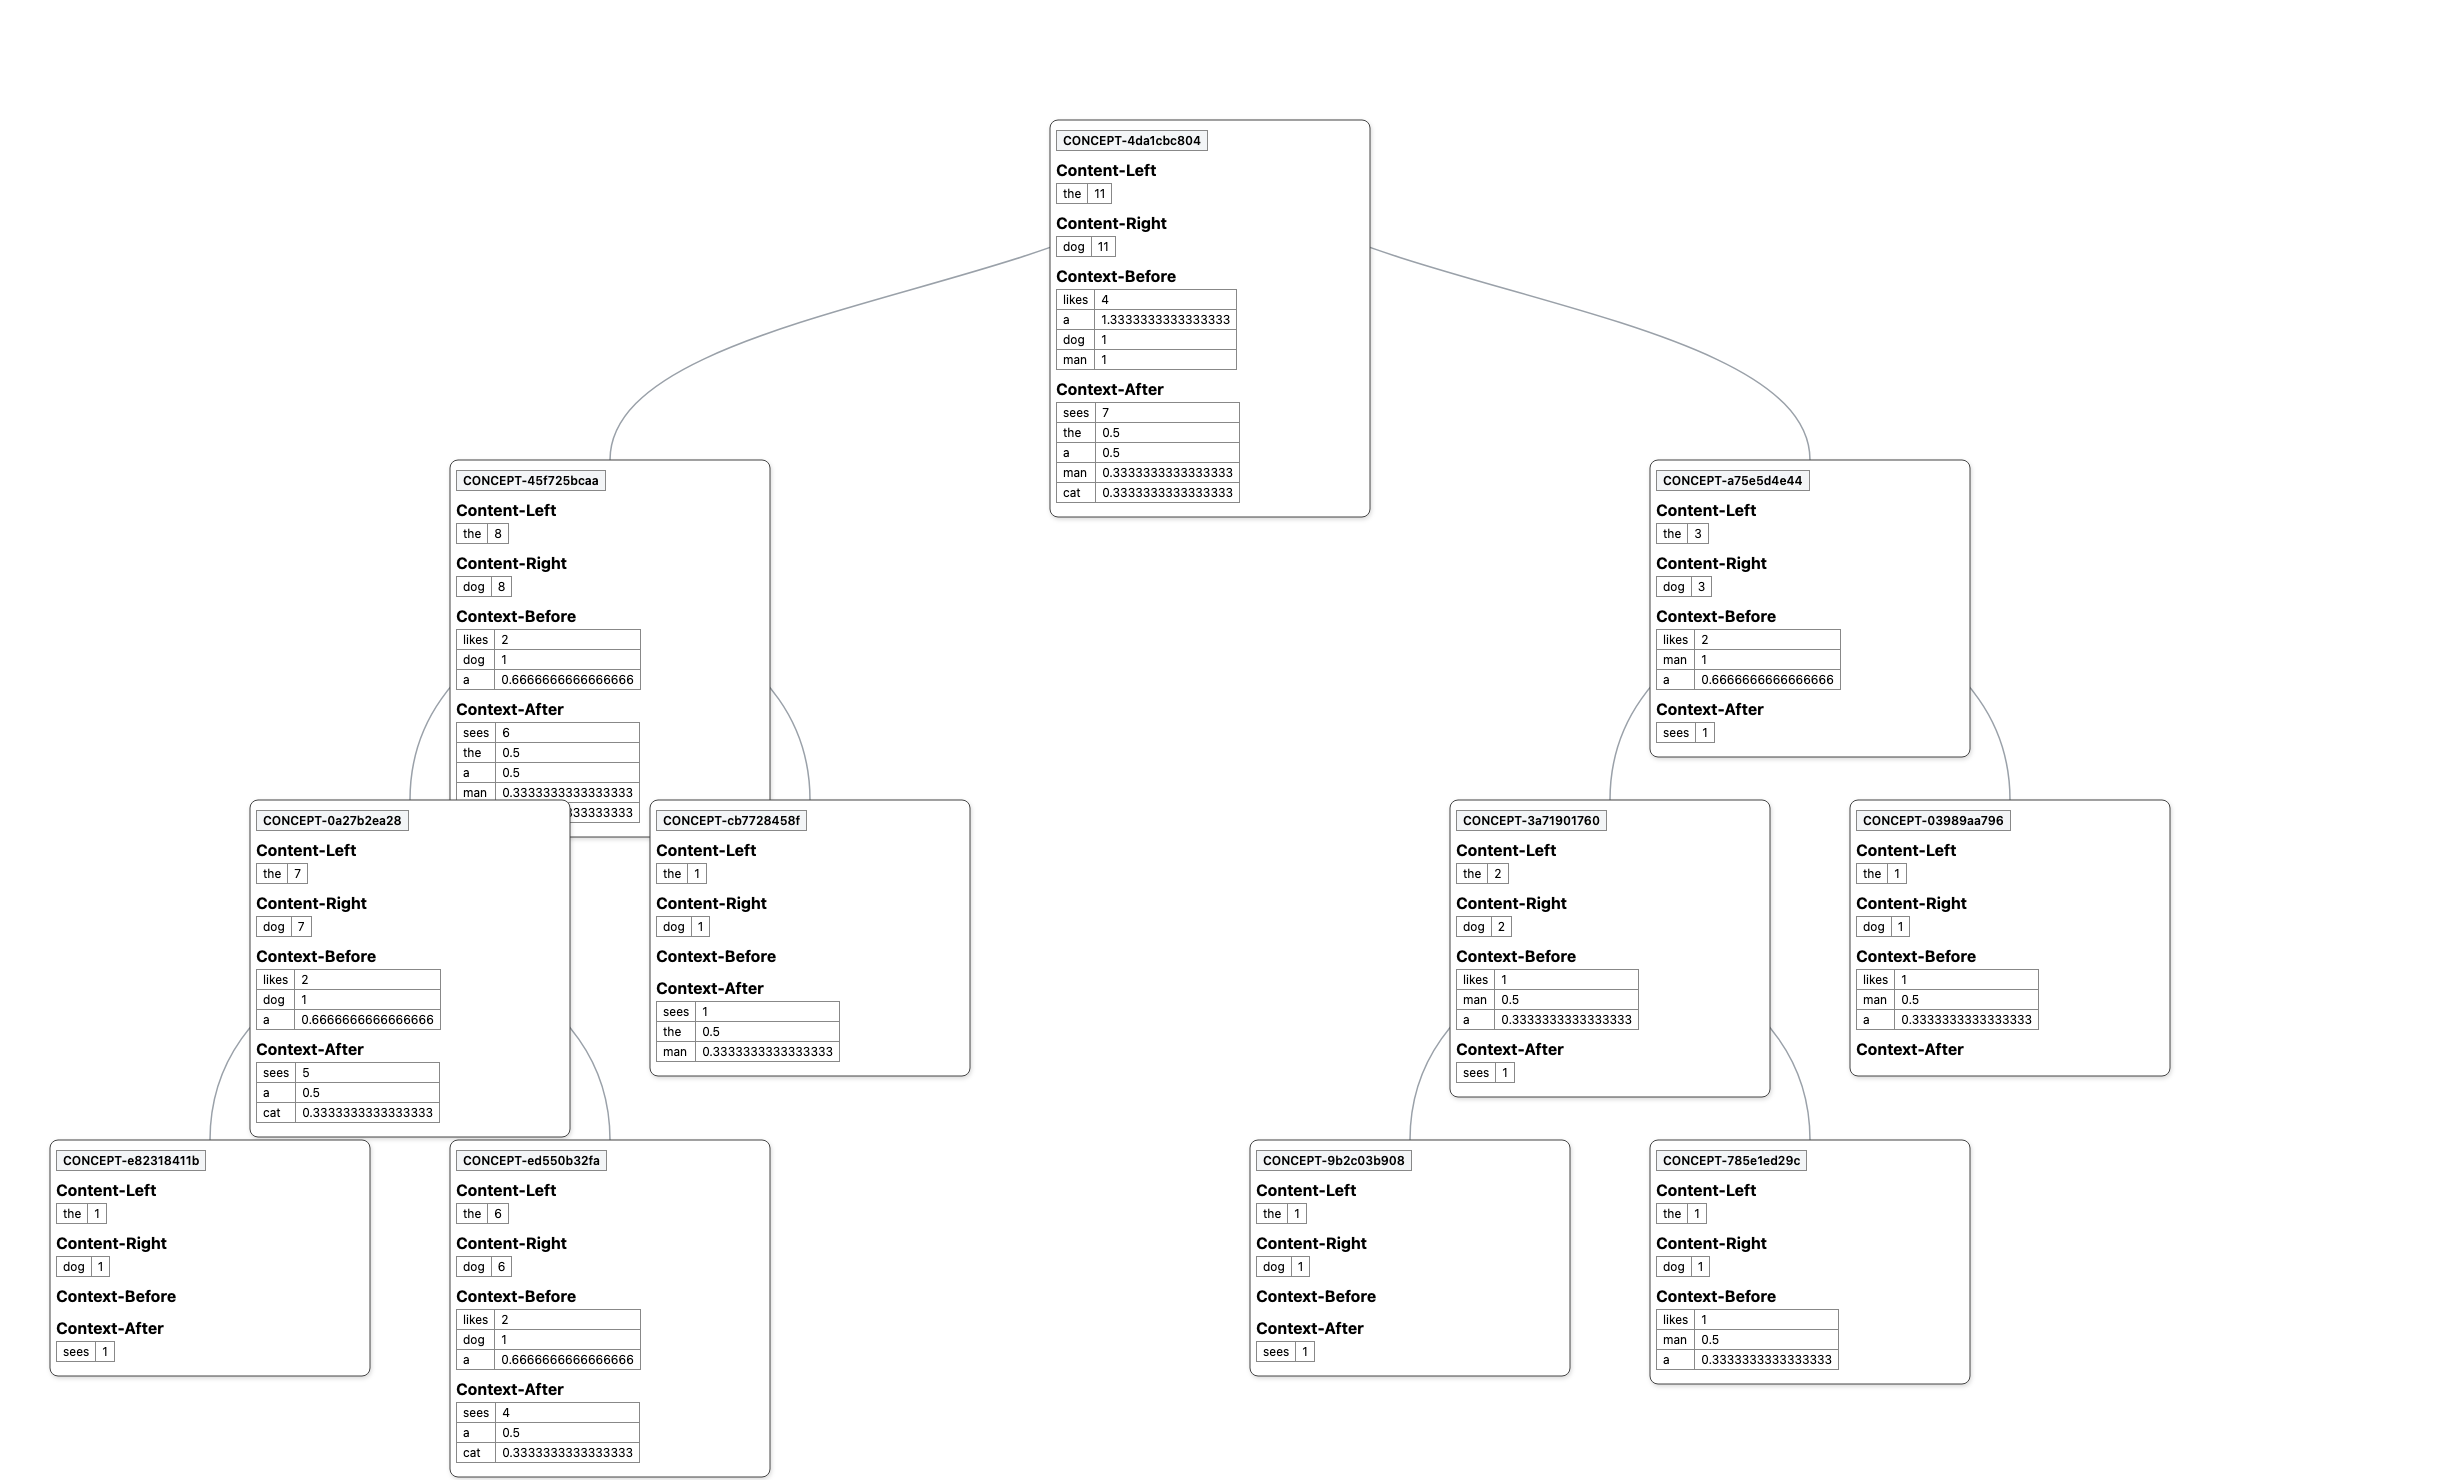 CONCEPT-4da1cbc804
Content-Left
the 11
Content-Right
dog 11
Context-Before
likes 4
a 1.3333333333333333
dog 1
man 1
Context-After
sees 7
the 0.5
a 0.5
man 0.3333333333333333
cat 0.3333333333333333
CONCEPT-45f725bcaa
Content-Left
the 8
Content-Right
dog 8
Context-Before
likes 2
dog 1
a 0.6666666666666666
Context-After
sees 6
the 0.5
a 0.5
man 0.3333333333333333
33333333
CONCEPT-a75e5d4e44
Content-Left
the 3
Content-Right
dog 3
Context-Before
likes 2
man 1
a 0.6666666666666666
Context-After
sees 1
CONCEPT-0a27b2ea28
Content-Left
the 7
Content-Right
dog 7
Context-Before
likes 2
dog 1
a 0.6666666666666666
Context-After
sees 5
a 0.5
cat 0.3333333333333333
CONCEPT-cb7728458f
Content-Left
the 1
Content-Right
dog 1
Context-Before
Context-After
sees 1
the 0.5
man 0.3333333333333333
CONCEPT-3a71901760
Content-Left
the 2
Content-Right
dog 2
Context-Before
likes 1
man 0.5
a 0.3333333333333333
Context-After
sees 1
CONCEPT-03989aa796
Content-Left
the 1
Content-Right
dog 1
Context-Before
likes 1
man 0.5
a 0.3333333333333333
Context-After
CONCEPT-e82318411b
Content-Left
the 1
Content-Right
dog 1
Context-Before
Context-After
sees 1
CONCEPT-ed550b32fa
Content-Left
the 6
Content-Right
dog 6
Context-Before
likes 2
dog 1
a 0.6666666666666666
Context-After
sees 4
a 0.5
cat 0.3333333333333333
CONCEPT-9b2c03b908
Content-Left
the 1
Content-Right
dog 1
Context-Before
Context-After
sees 1
CONCEPT-785e1ed29c
Content-Left
the 1
Content-Right
dog 1
Context-Before
likes 1
man 0.5
a 0.3333333333333333